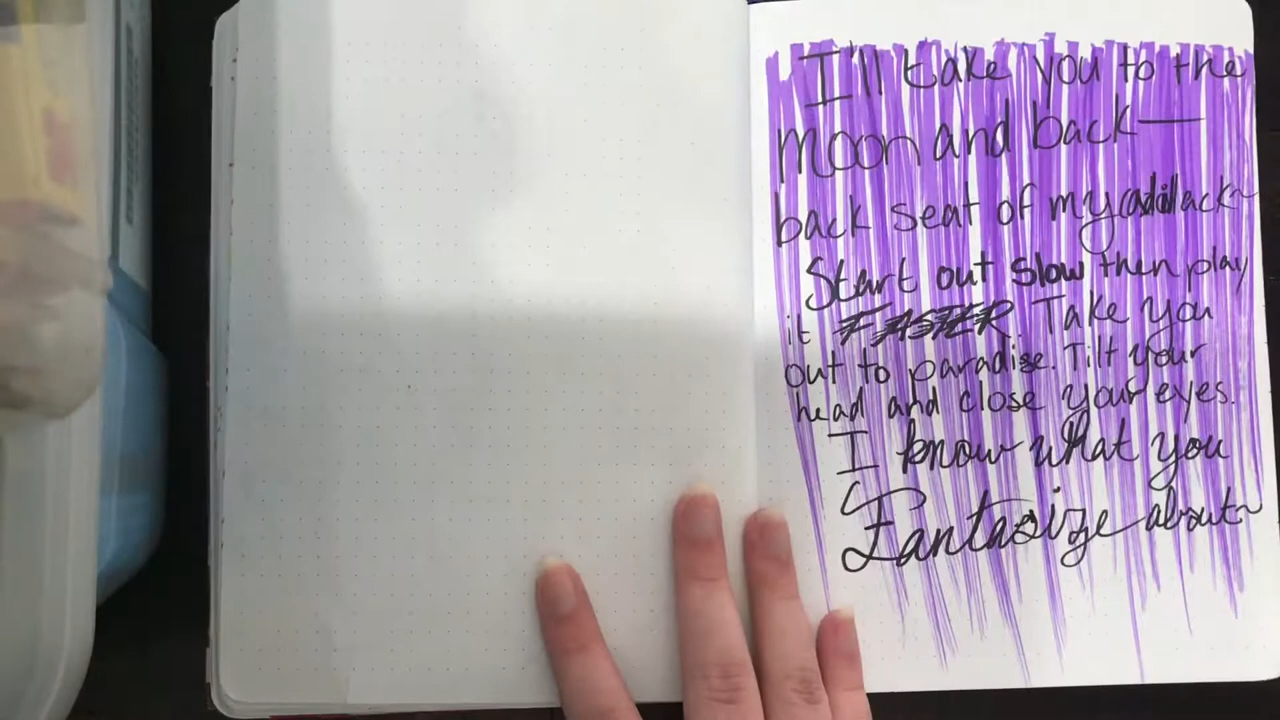 I'll take you to the
moon and back—
back seat of my cadillac~
Start out slow then play
it FASTER Take you
out to paradise. Tilt your
head and close your eyes.
I know what you
Fantasize about~